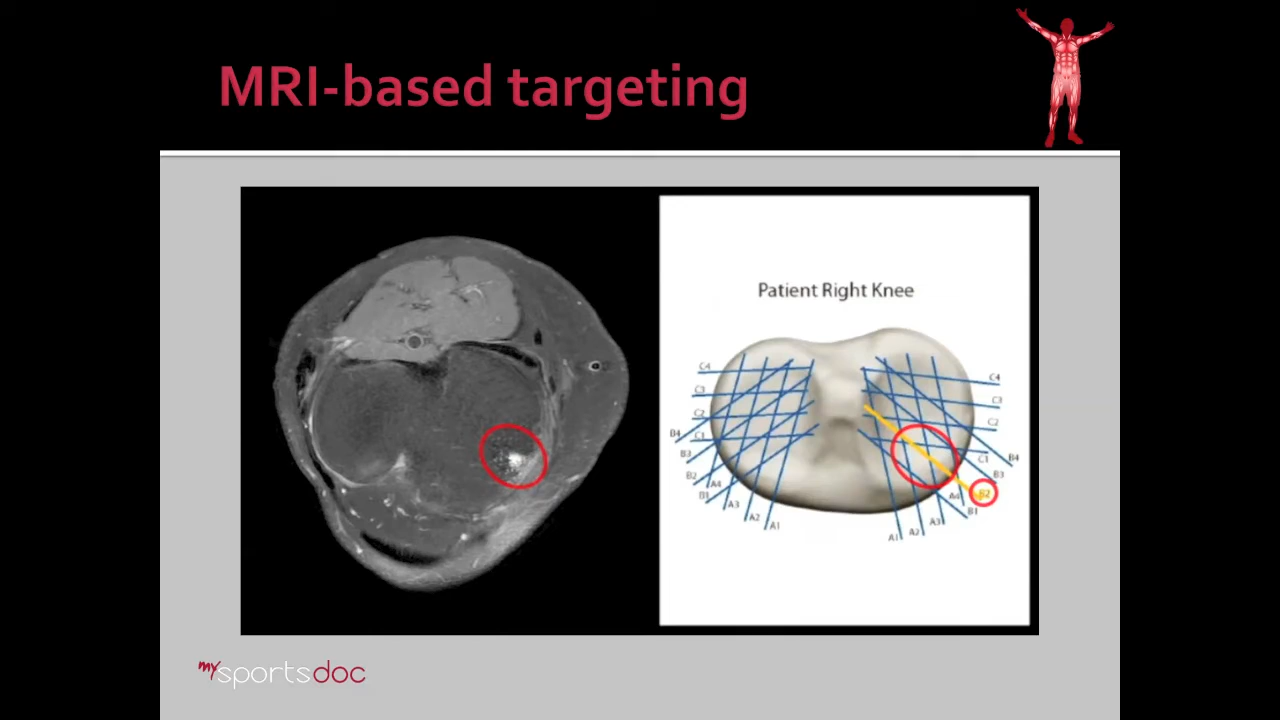 MRI-based targeting
Patient Right Knee
C4
C3
C2
C1
B4
B3
B2
B1
A4
A3
A2
A1
C4
C3
C2
C1
B4
B3
B2
B1
A4
A3
A2
A1
mysportsdoc